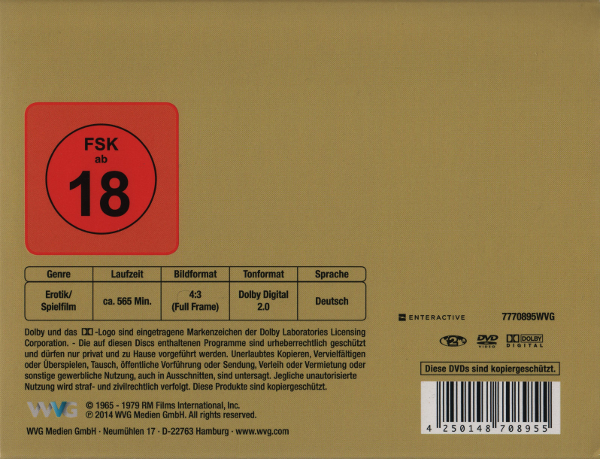 FSK
ab
18
Genre Laufzeit Bildformat Tonformat Sprache
Erotik/ ca. 565 Min. 4:3 Dolby Digital Deutsch
Spielfilm (Full Frame) 2.0
ENTERACTIVE 7770895WVG
Dolby und das DD-Logo sind eingetragene Markenzeichen der Dolby Laboratories Licensing
Corporation. - Die auf diesen Discs enthaltenen Programme sind urheberrechtlich geschützt
und dürfen nur privat und zu Hause vorgeführt werden. Unerlaubtes Kopieren, Vervielfältigen
oder Überspielen, Tausch, öffentliche Vorführung oder Sendung, Verleih oder Vermietung oder
sonstige gewerbliche Nutzung, auch in Ausschnitten, sind untersagt. Jegliche unautorisierte
Nutzung wird straf- und zivilrechtlich verfolgt. Diese Produkte sind kopiergeschützt.
2 DVD VIDEO DOLBY DIGITAL
Diese DVDs sind kopiergeschützt.
WVG © 1965 - 1979 RM Films International, Inc.
℗ 2014 WVG Medien GmbH. All rights reserved.
WVG Medien GmbH · Neumühlen 17 · D-22763 Hamburg · www.wvg.com
4 250148 708955